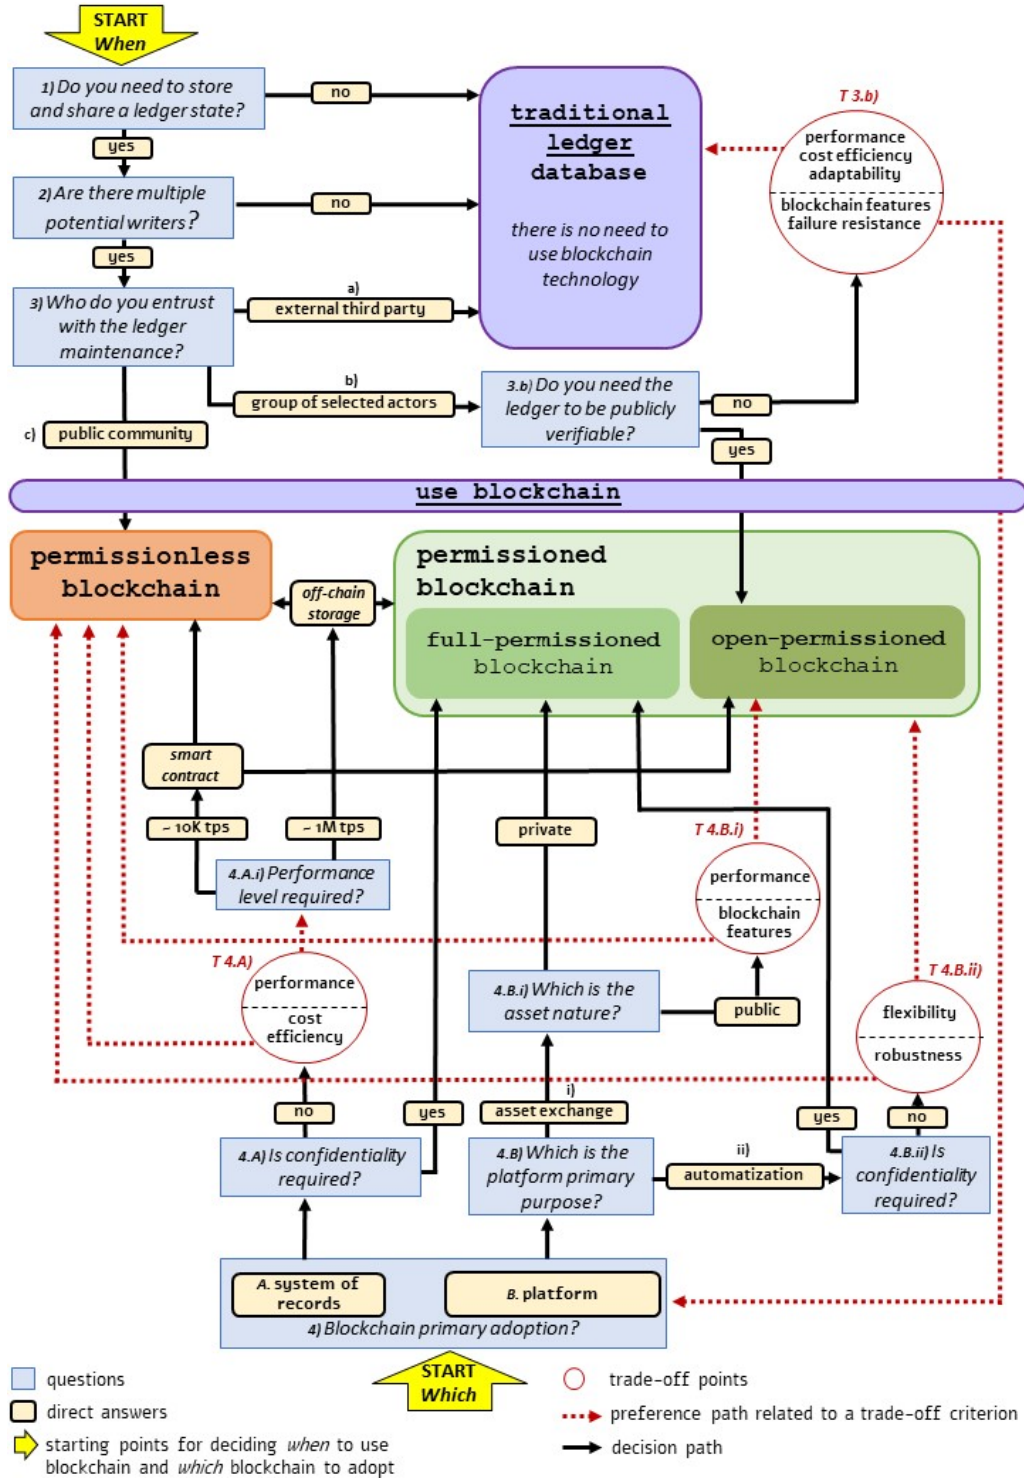 START
When
1) Do you need to store
and share a ledger state?
no
yes
traditional
ledger
database
there is no need to
use blockchain
technology
T 3.b)
performance
cost efficiency
adaptability
blockchain features
failure resistance
2) Are there multiple
potential writers?
no
yes
3) Who do you entrust
with the ledger
maintenance?
a)
external third party
b)
group of selected actors
3.b) Do you need the
ledger to be publicly
verifiable?
no
yes
c)
public community
use blockchain
permissionless
blockchain
off-chain
storage
permissioned
blockchain
full-permissioned
blockchain
open-permissioned
blockchain
smart
contract
~ 10K tps
~ 1M tps
private
4.A.i) Performance
level required?
T 4.B.i)
performance
blockchain
features
T 4.A)
performance
cost
efficiency
4.B.i) Which is the
asset nature?
public
T 4.B.ii)
flexibility
robustness
no
yes
i)
asset exchange
yes
no
4.A) Is confidentiality
required?
4.B) Which is the
platform primary
purpose?
ii)
automatization
4.B.ii) Is
confidentiality
required?
A. system of
records
B. platform
4) Blockchain primary adoption?
START
Which
questions
direct answers
starting points for deciding when to use
blockchain and which blockchain to adopt
trade-off points
preference path related to a trade-off criterion
decision path